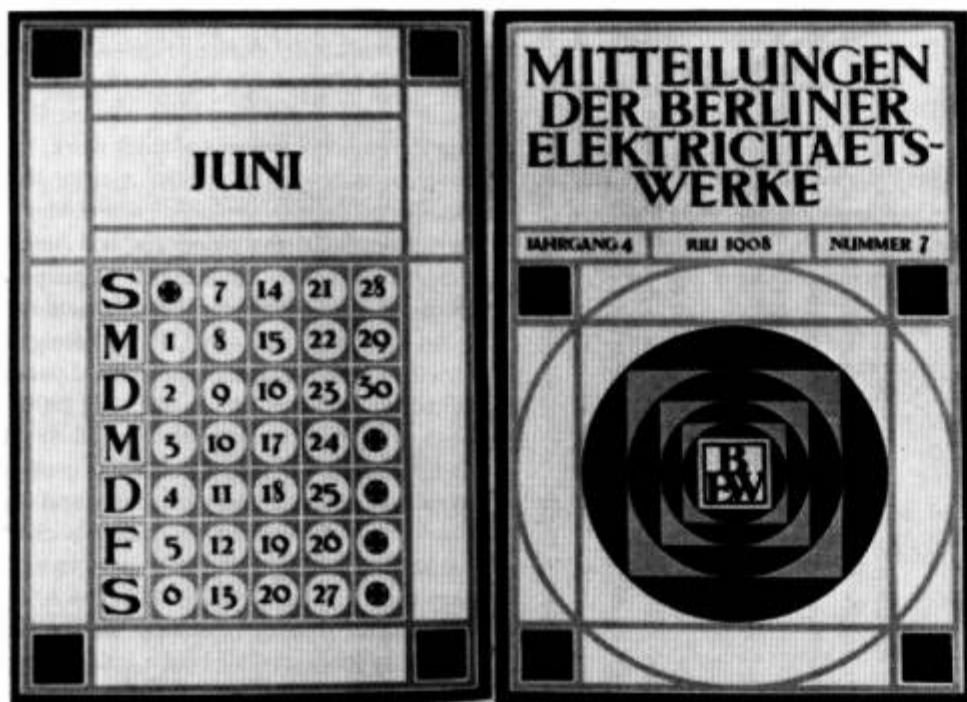 JUNI
S 7 14 21 28
M 1 8 15 22 29
D 2 9 16 23 30
M 3 10 17 24
D 4 11 18 25
F 5 12 19 26
S 6 13 20 27
MITTEILUNGEN
DER BERLINER
ELEKTRICITAETS-
WERKE
JAHRGANG 4 JULI 1908 NUMMER 7
B
EW